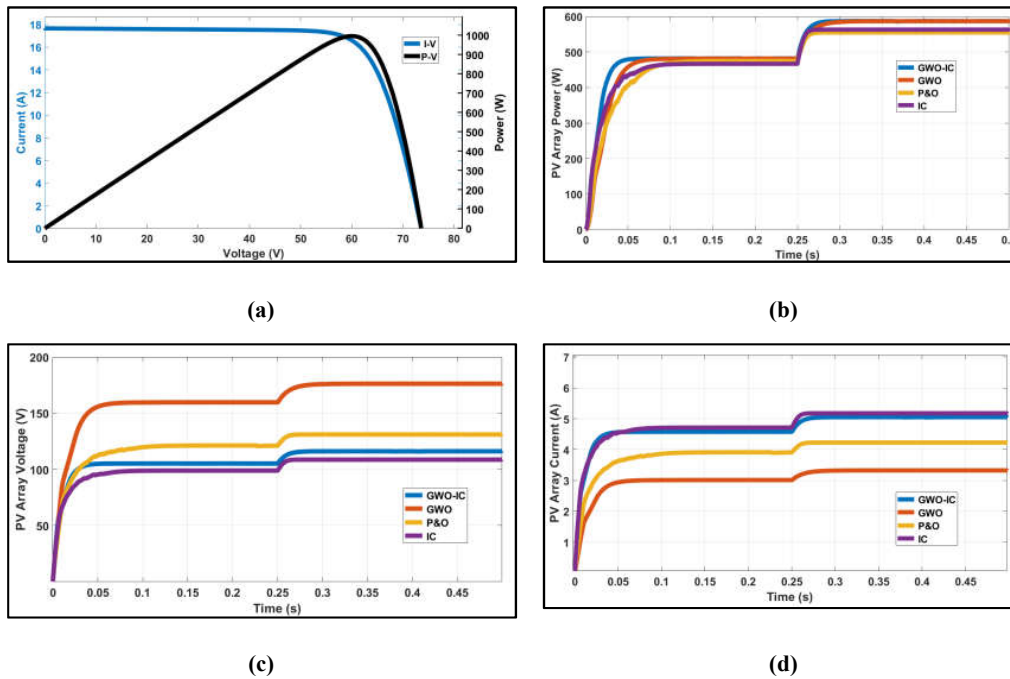 18
16
14
12
10
8
6
4
2
0
Current (A)
1000
900
800
700
600
500
400
300
200
100
0
Power (W)
I-V
P-V
0 10 20 30 40 50 60 70 80
Voltage (V)
(a)
600
500
400
300
200
100
0
PV Array Power (W)
GWO-IC
GWO
P&O
IC
0 0.05 0.1 0.15 0.2 0.25 0.3 0.35 0.4 0.45
Time (s)
(b)
200
150
100
50
PV Array Voltage (V)
GWO-IC
GWO
P&O
IC
0 0.05 0.1 0.15 0.2 0.25 0.3 0.35 0.4 0.45
Time (s)
(c)
7
6
5
4
3
2
1
PV Array Current (A)
GWO-IC
GWO
P&O
IC
0 0.05 0.1 0.15 0.2 0.25 0.3 0.35 0.4 0.45
Time (s)
(d)